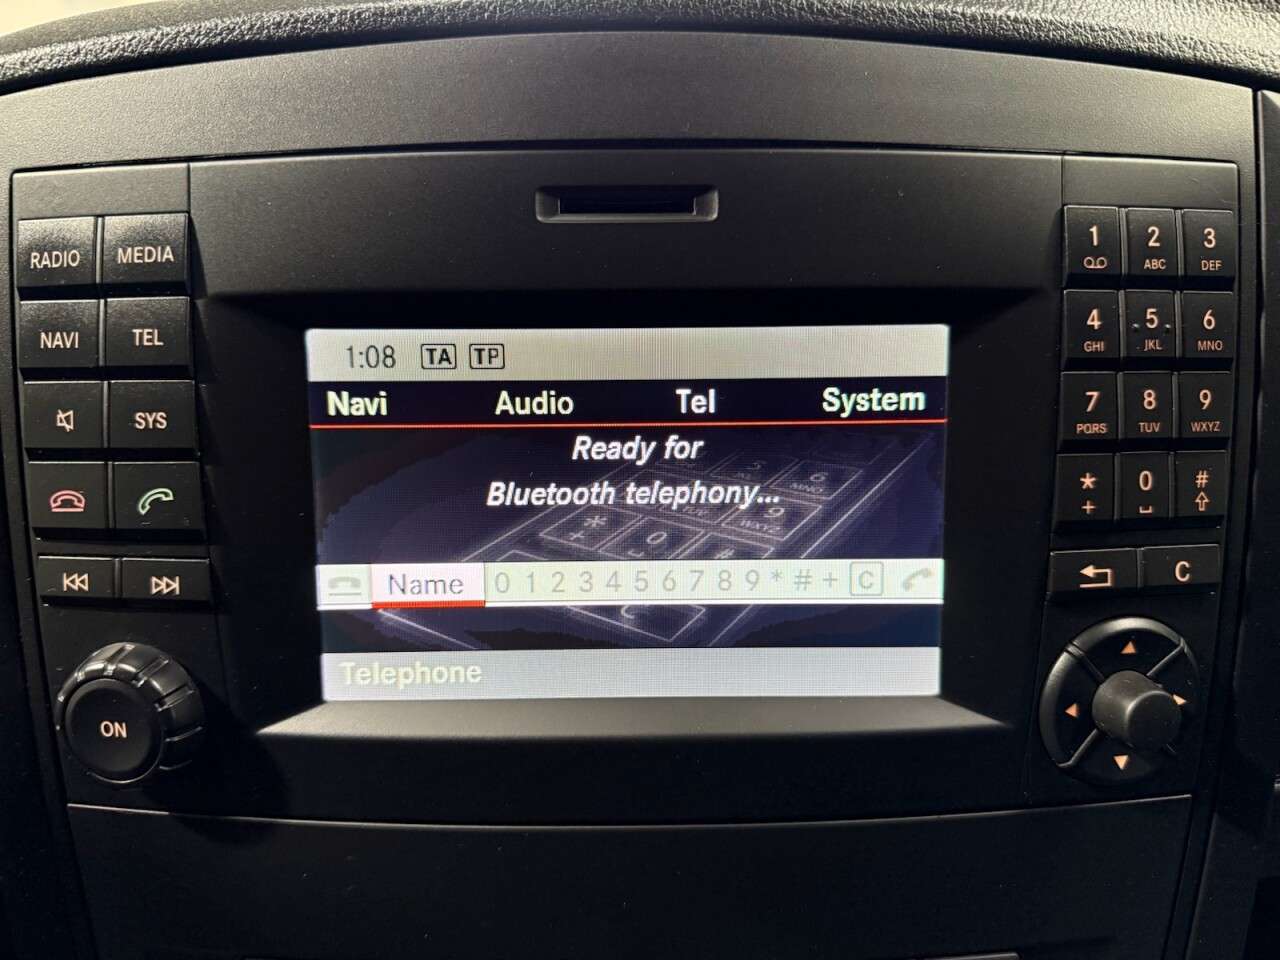 RADIO MEDIA
NAVI TEL
SYS
ON
1:08 TA TP
Navi Audio Tel System
Ready for
Bluetooth telephony...
Name 0 1 2 3 4 5 6 7 8 9 * # + C
Telephone
1 2 3
ABC DEF
4 5 6
GHI JKL MNO
7 8 9
PQRS TUV WXYZ
* 0 #
+
C